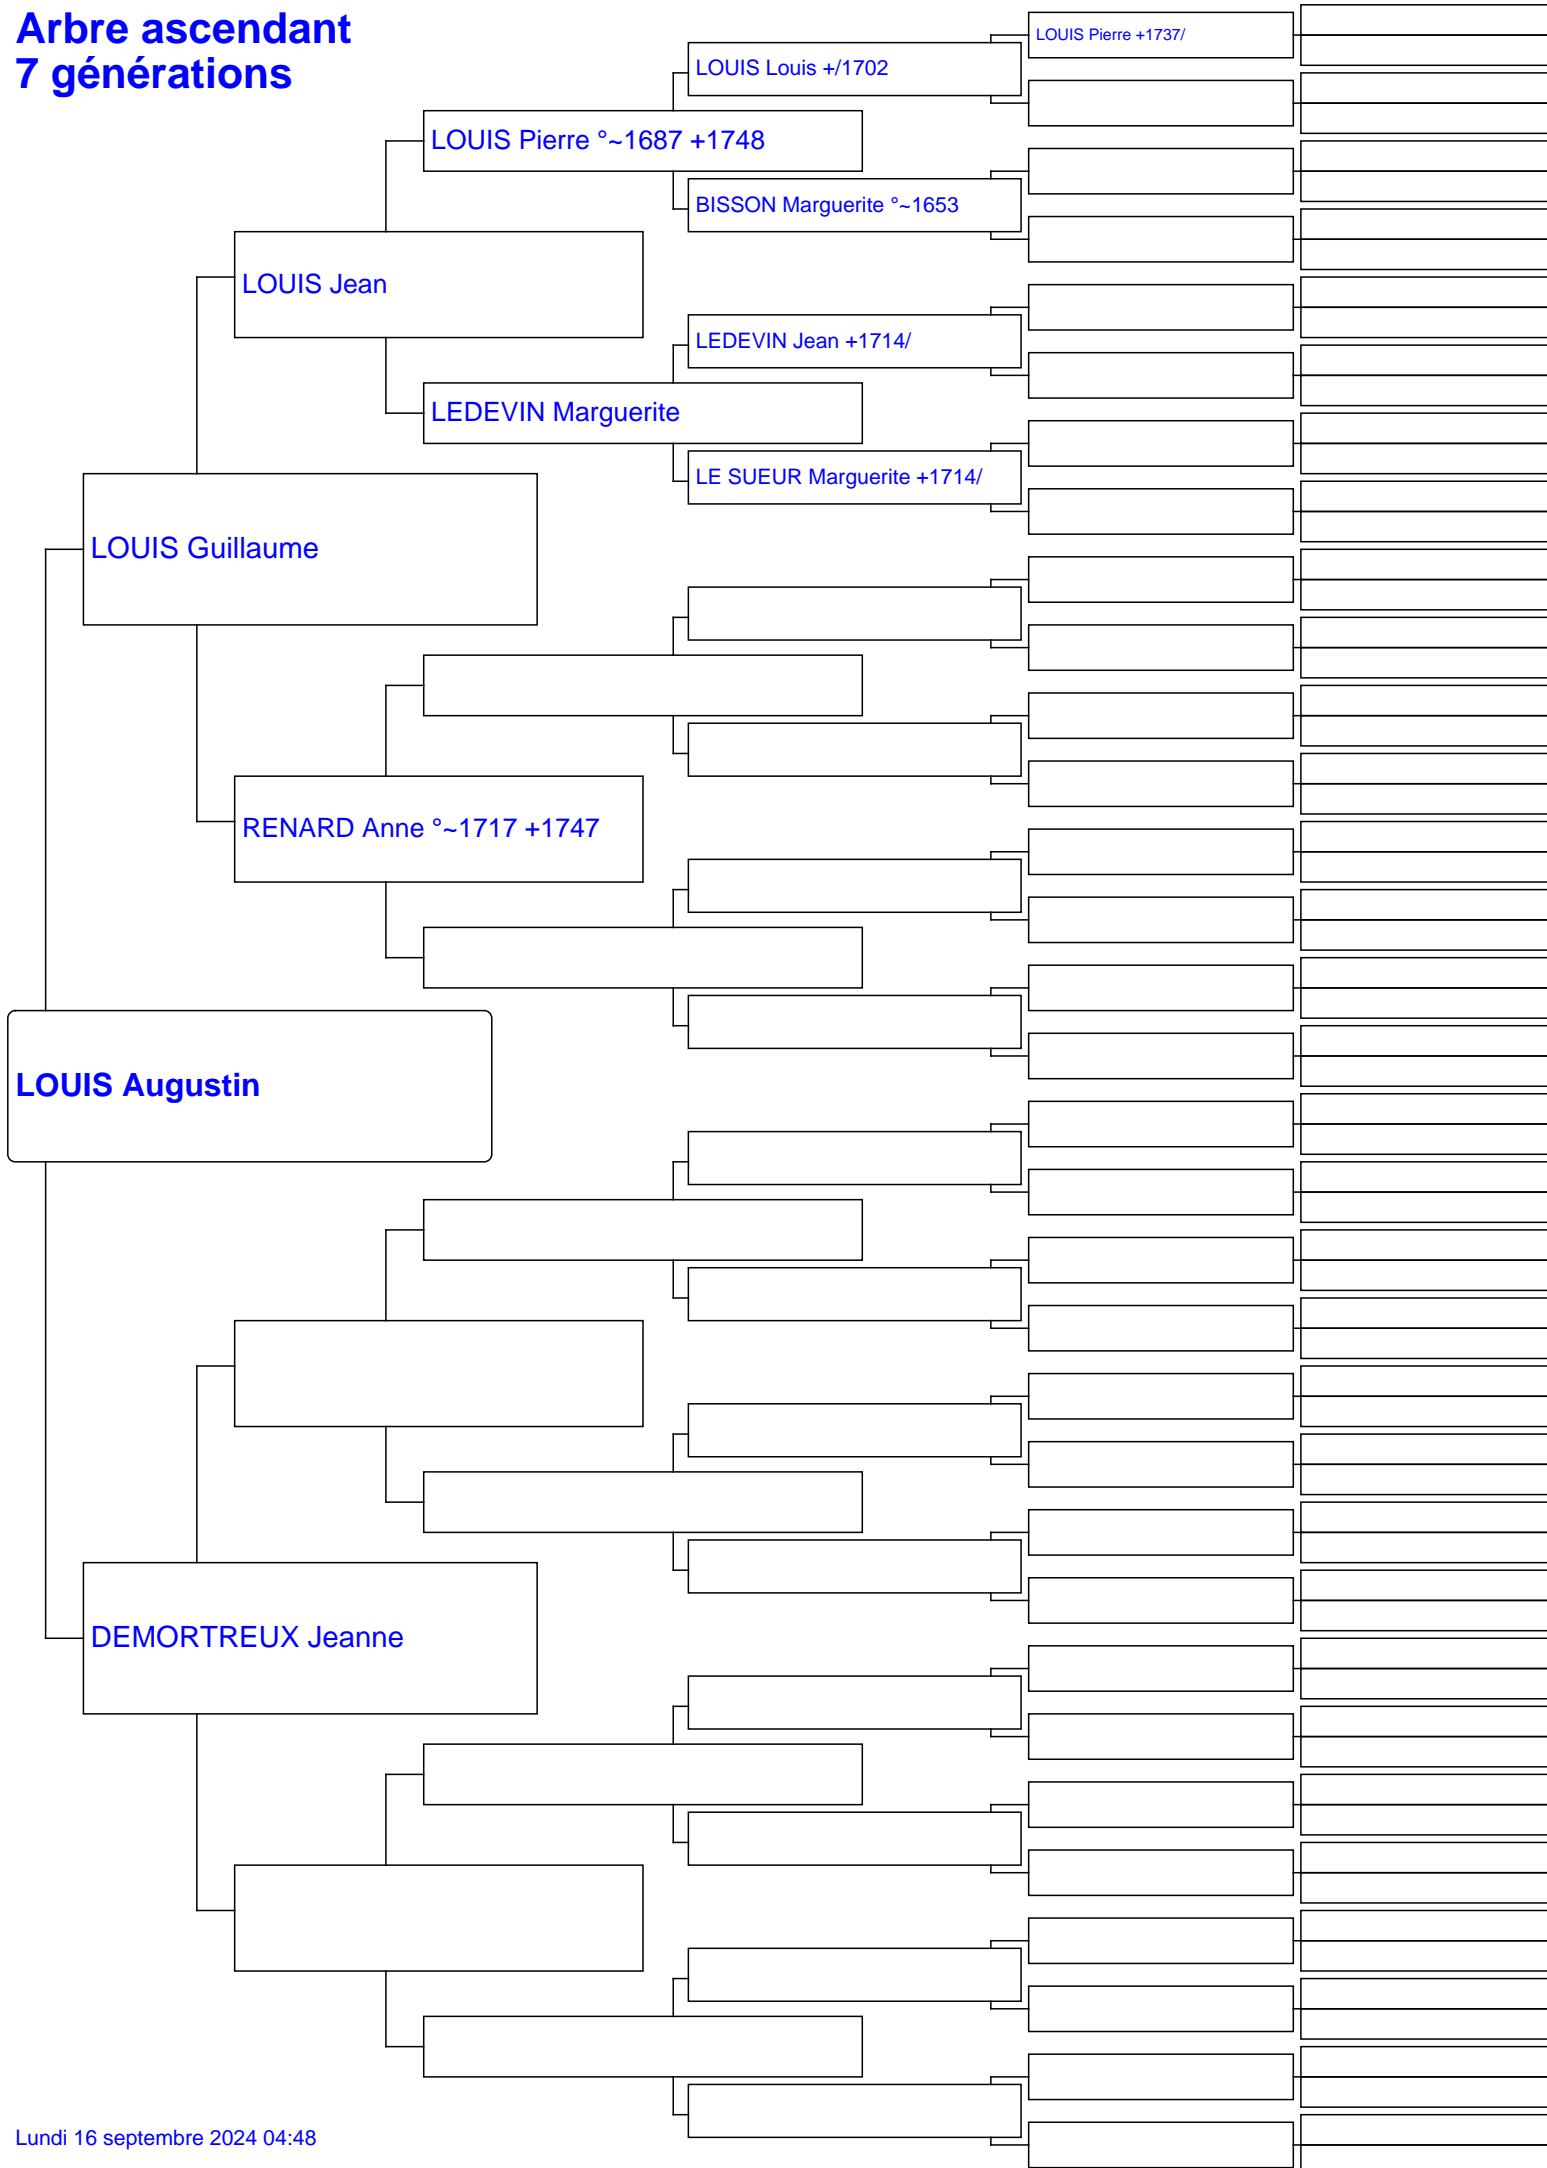 Arbre ascendant
7 générations
LOUIS Pierre +1737/
LOUIS Louis +/1702
LOUIS Pierre °~1687 +1748
BISSON Marguerite °~1653
LOUIS Jean
LEDEVIN Jean +1714/
LEDEVIN Marguerite
LE SUEUR Marguerite +1714/
LOUIS Guillaume
RENARD Anne °~1717 +1747
LOUIS Augustin
DEMORTREUX Jeanne
Lundi 16 septembre 2024 04:48